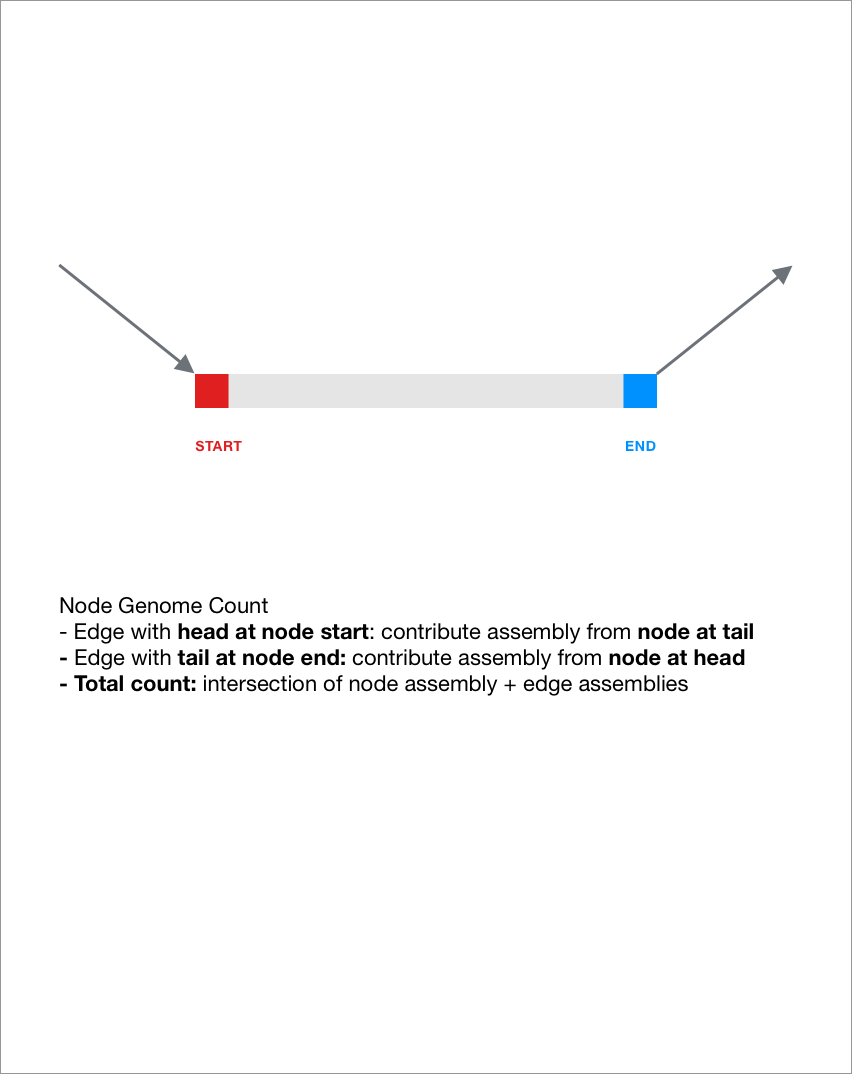 START
END
Node Genome Count
- Edge with head at node start: contribute assembly from node at tail
- Edge with tail at node end: contribute assembly from node at head
- Total count: intersection of node assembly + edge assemblies